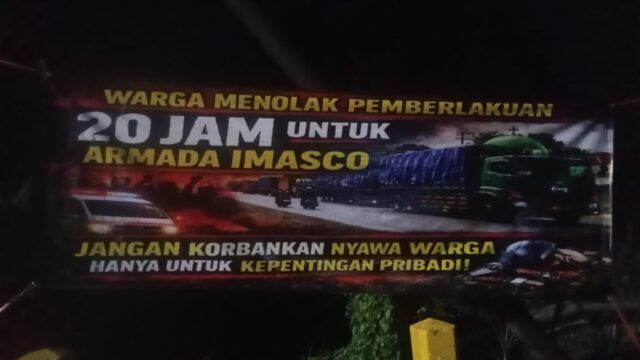 WARGA MENOLAK PEMBERLAKUAN
20 JAM UNTUK
ARMADA IMASCO
JANGAN KORBANKAN NYAWA WARGA
HANYA UNTUK KEPENTINGAN PRIBADI!